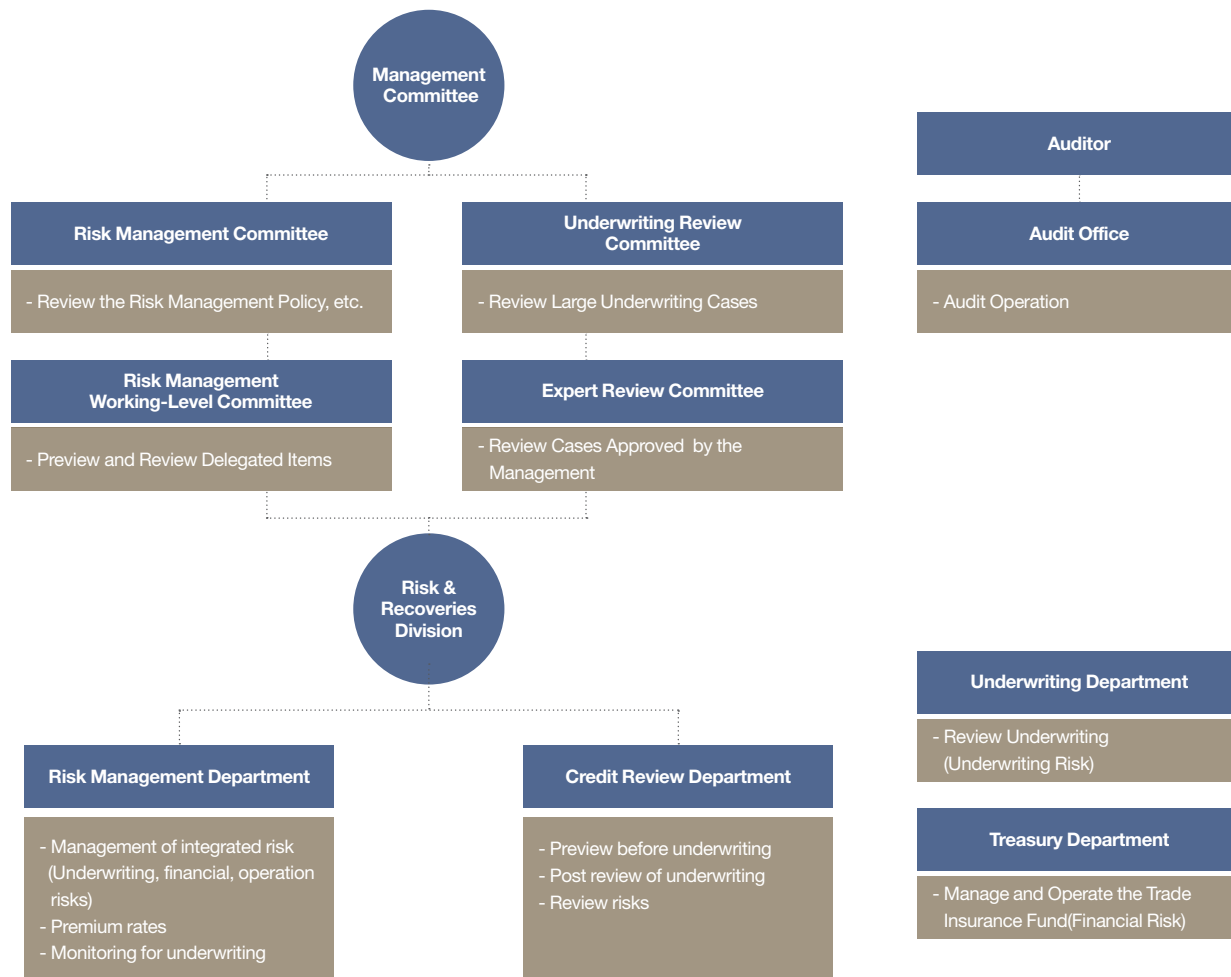 Management
Committee
Auditor
Risk Management Committee
Underwriting Review
Committee
Audit Office
- Review the Risk Management Policy, etc.
- Review Large Underwriting Cases
- Audit Operation
Risk Management
Working-Level Committee
Expert Review Committee
- Preview and Review Delegated Items
- Review Cases Approved by the
Management
Risk &
Recoveries
Division
Underwriting Department
- Review Underwriting
(Underwriting Risk)
Risk Management Department
Credit Review Department
- Management of integrated risk
(Underwriting, financial, operation
risks)
- Premium rates
- Monitoring for underwriting
- Preview before underwriting
- Post review of underwriting
- Review risks
Treasury Department
- Manage and Operate the Trade
Insurance Fund(Financial Risk)